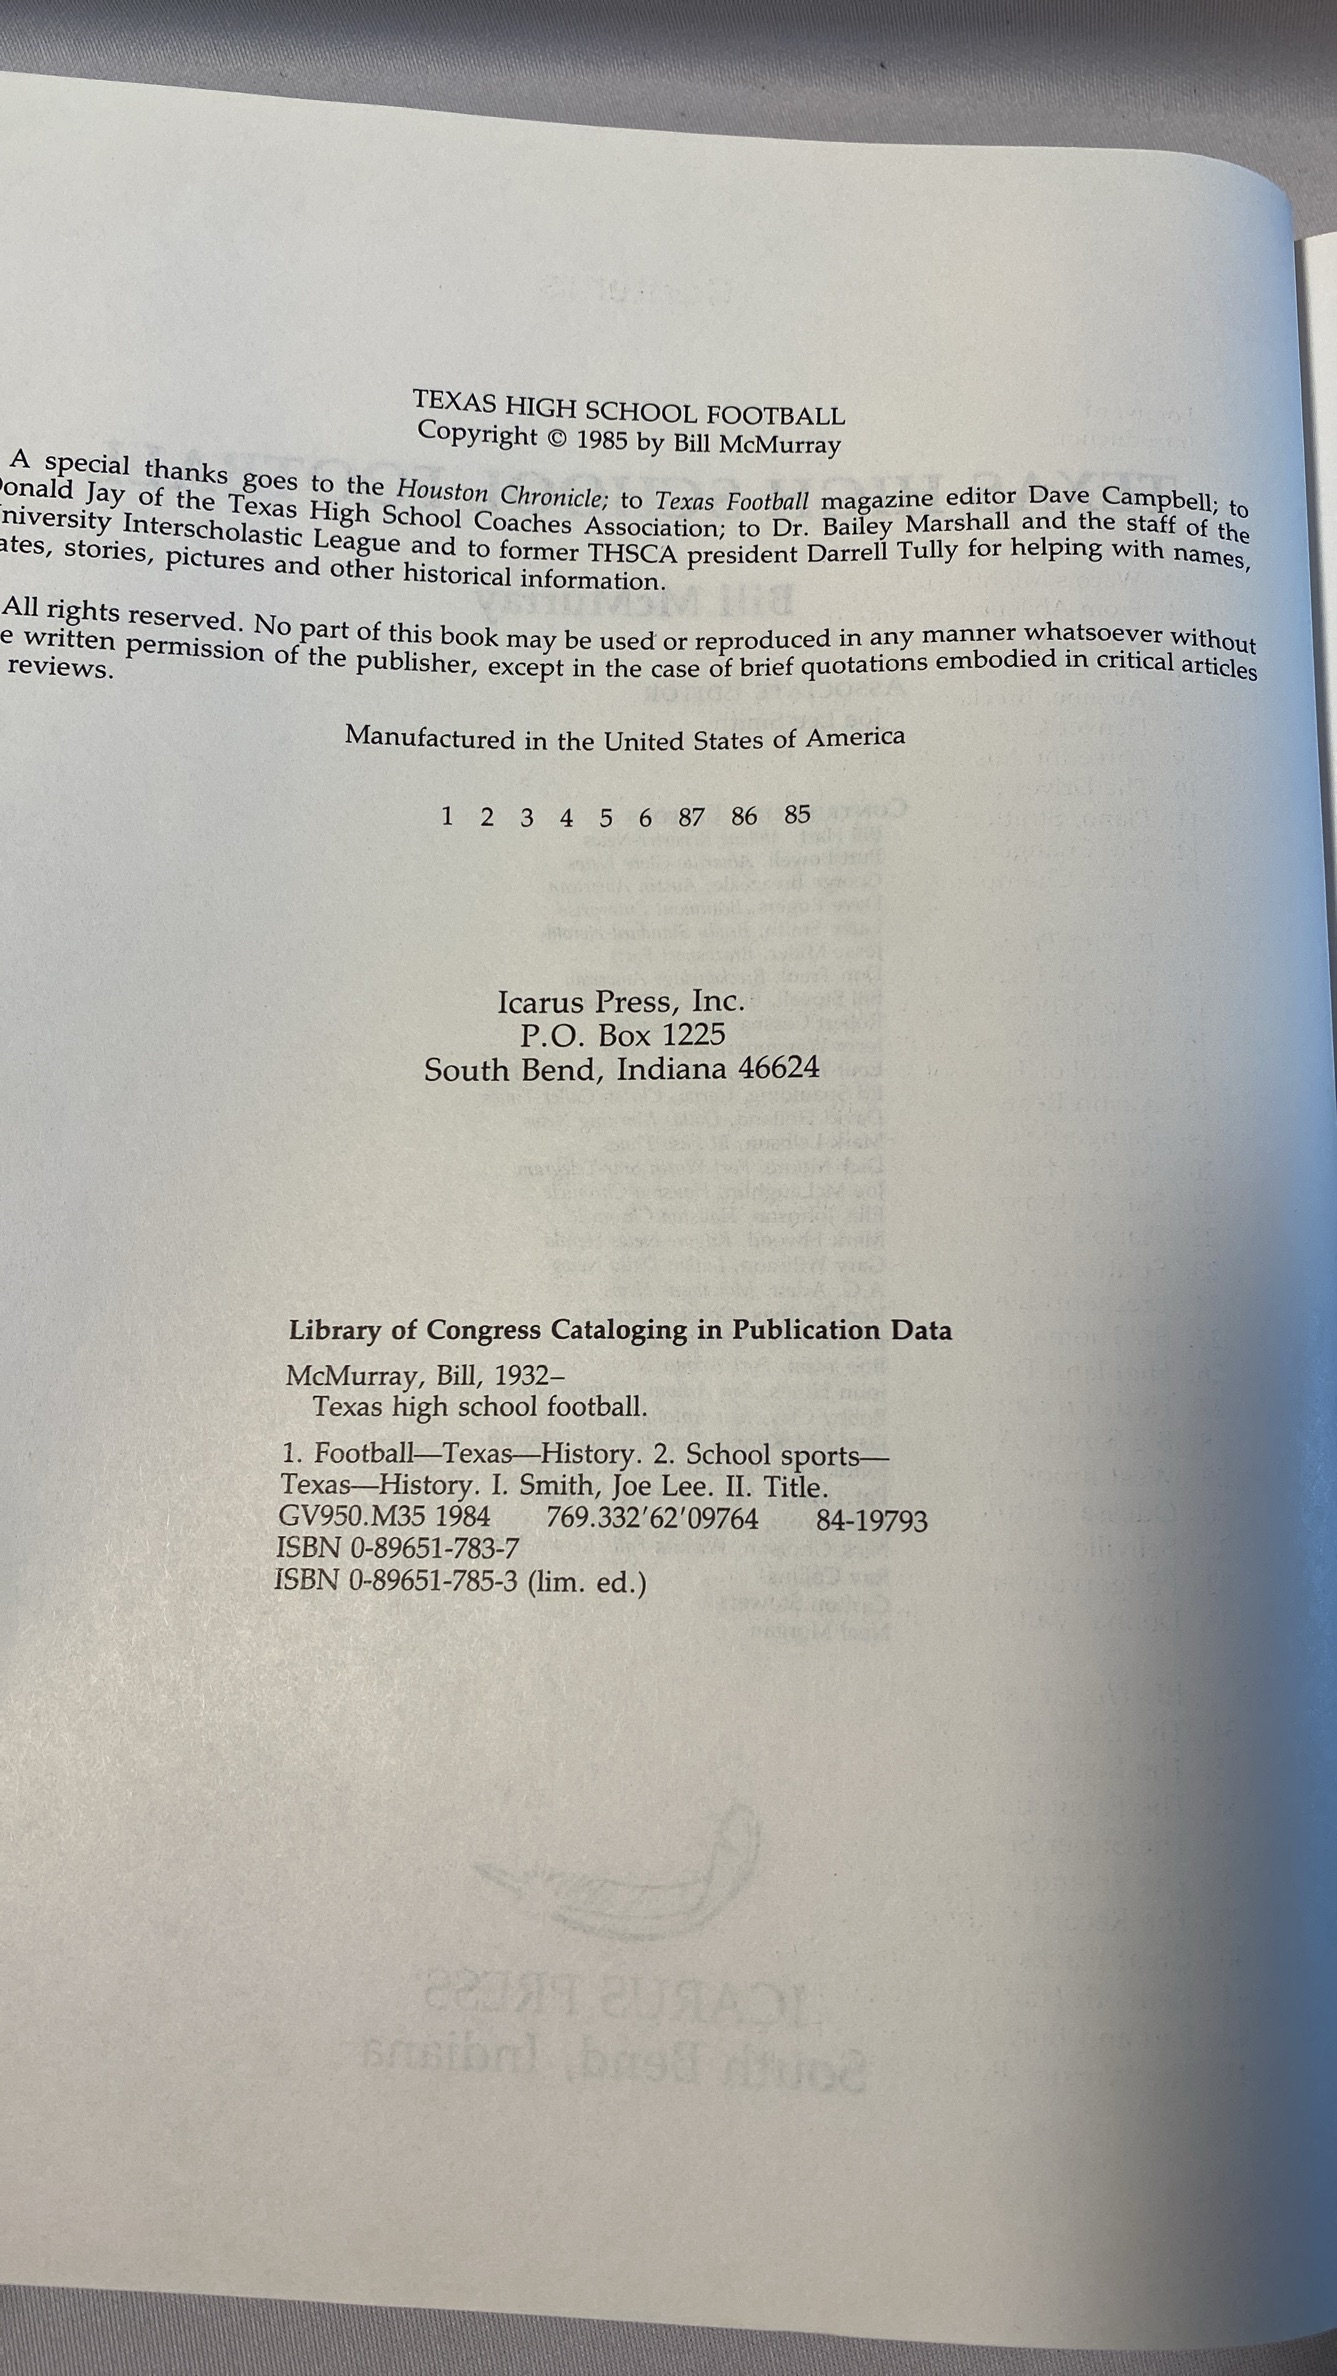 TEXAS HIGH SCHOOL FOOTBALL
Copyright © 1985 by Bill McMurray
A special thanks goes to the Houston Chronicle; to Texas Football magazine editor Dave Campbell; to
onald Jay of the Texas High School Coaches Association; to Dr. Bailey Marshall and the staff of the
niversity Interscholastic League and to former THSCA president Darrell Tully for helping with names,
ates, stories, pictures and other historical information.
All rights reserved. No part of this book may be used or reproduced in any manner whatsoever without
e written permission of the publisher, except in the case of brief quotations embodied in critical articles
reviews.
Manufactured in the United States of America
1 2 3 4 5 6 87 86 85
Icarus Press, Inc.
P.O. Box 1225
South Bend, Indiana 46624
Library of Congress Cataloging in Publication Data
McMurray, Bill, 1932–
Texas high school football.
1. Football—Texas—History. 2. School sports—
Texas—History. I. Smith, Joe Lee. II. Title.
GV950.M35 1984 769.332'62'09764 84-19793
ISBN 0-89651-783-7
ISBN 0-89651-785-3 (lim. ed.)